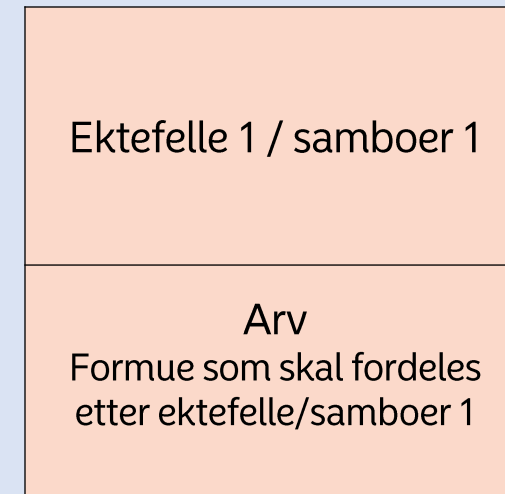 Ektefelle 1 / samboer 1
Arv
Formue som skal fordeles
etter ektefelle/samboer 1